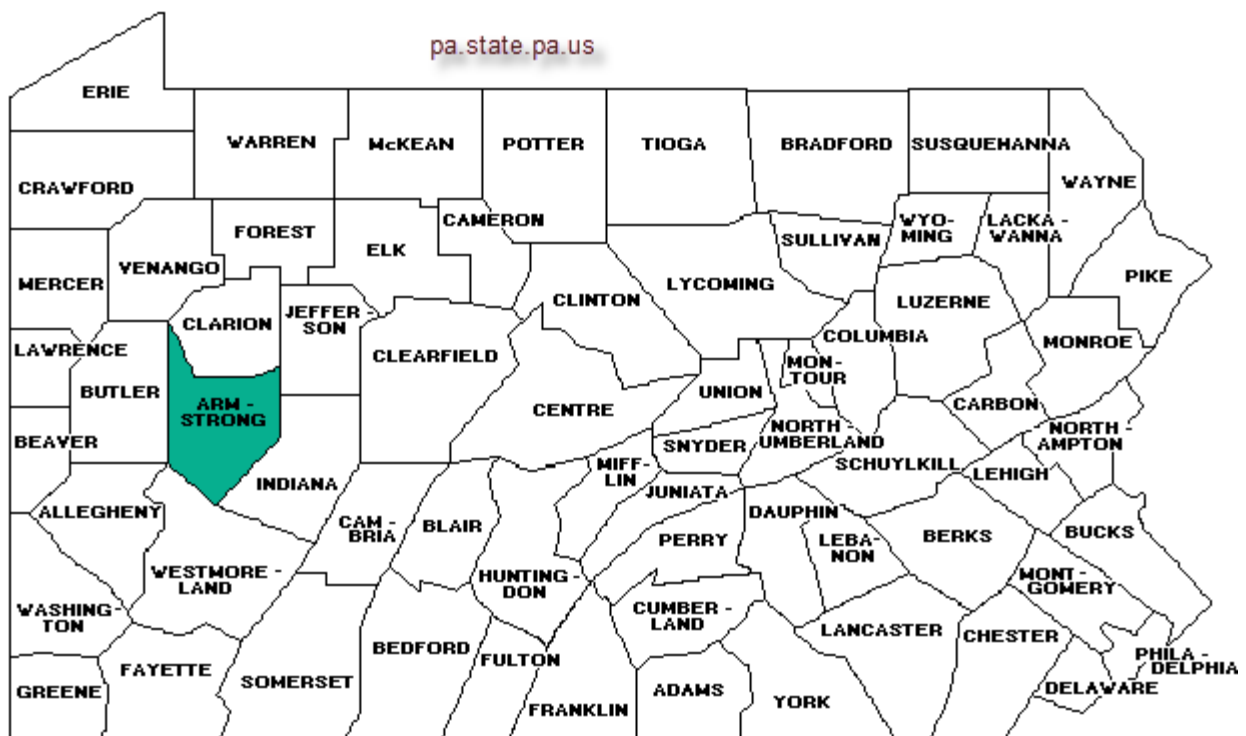 pa.state.pa.us
ERIE
WARREN
McKEAN
POTTER
TIOGA
BRADFORD
SUSQUEHANNA
CRAWFORD
WAYNE
CAMERON
FOREST
ELK
SULLIVAN
WYO-
MING
LACKA -
WANNA
VENANGO
MERCER
CLINTON
LYCOMING
PIKE
CLARION
JEFFER -
SON
LUZERNE
COLUMBIA
LAWRENCE
CLEARFIELD
MON-
TOUR
MONROE
BUTLER
UNION
ARM -
STRONG
CENTRE
CARBON
BEAVER
SNYDER
NORTH -
UMBERLAND
NORTH -
AMPTON
MIFF -
LIN
SCHUYLKILL
LEHIGH
INDIANA
JUNIATA
ALLEGHENY
CAM -
BRIA
BLAIR
DAUPHIN
PERRY
LEBA-
NON
BERKS
BUCKS
WESTMORE -
LAND
HUNTING -
DON
MONT -
GOMERY
WASHING -
TON
CUMBER -
LAND
LANCASTER
CHESTER
BEDFORD
FULTON
PHILA -
DELPHIA
FAYETTE
SOMERSET
GREENE
ADAMS
DELAWARE
FRANKLIN
YORK